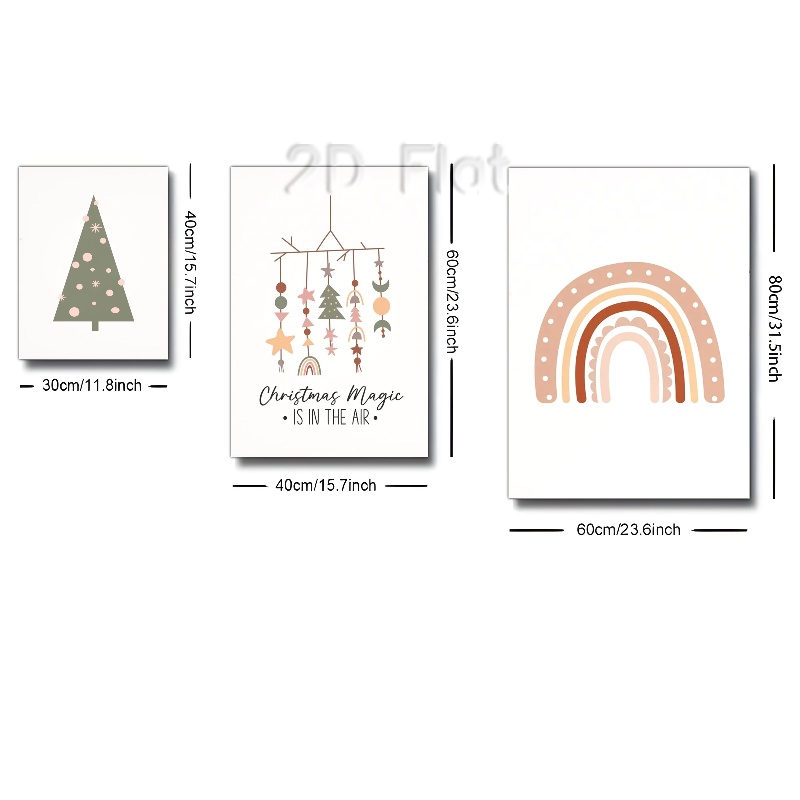 2D Flat
40cm/15.7inch
30cm/11.8inch
Christmas Magic
• IS IN THE AIR •
60cm/23.6inch
40cm/15.7inch
80cm/31.5inch
60cm/23.6inch